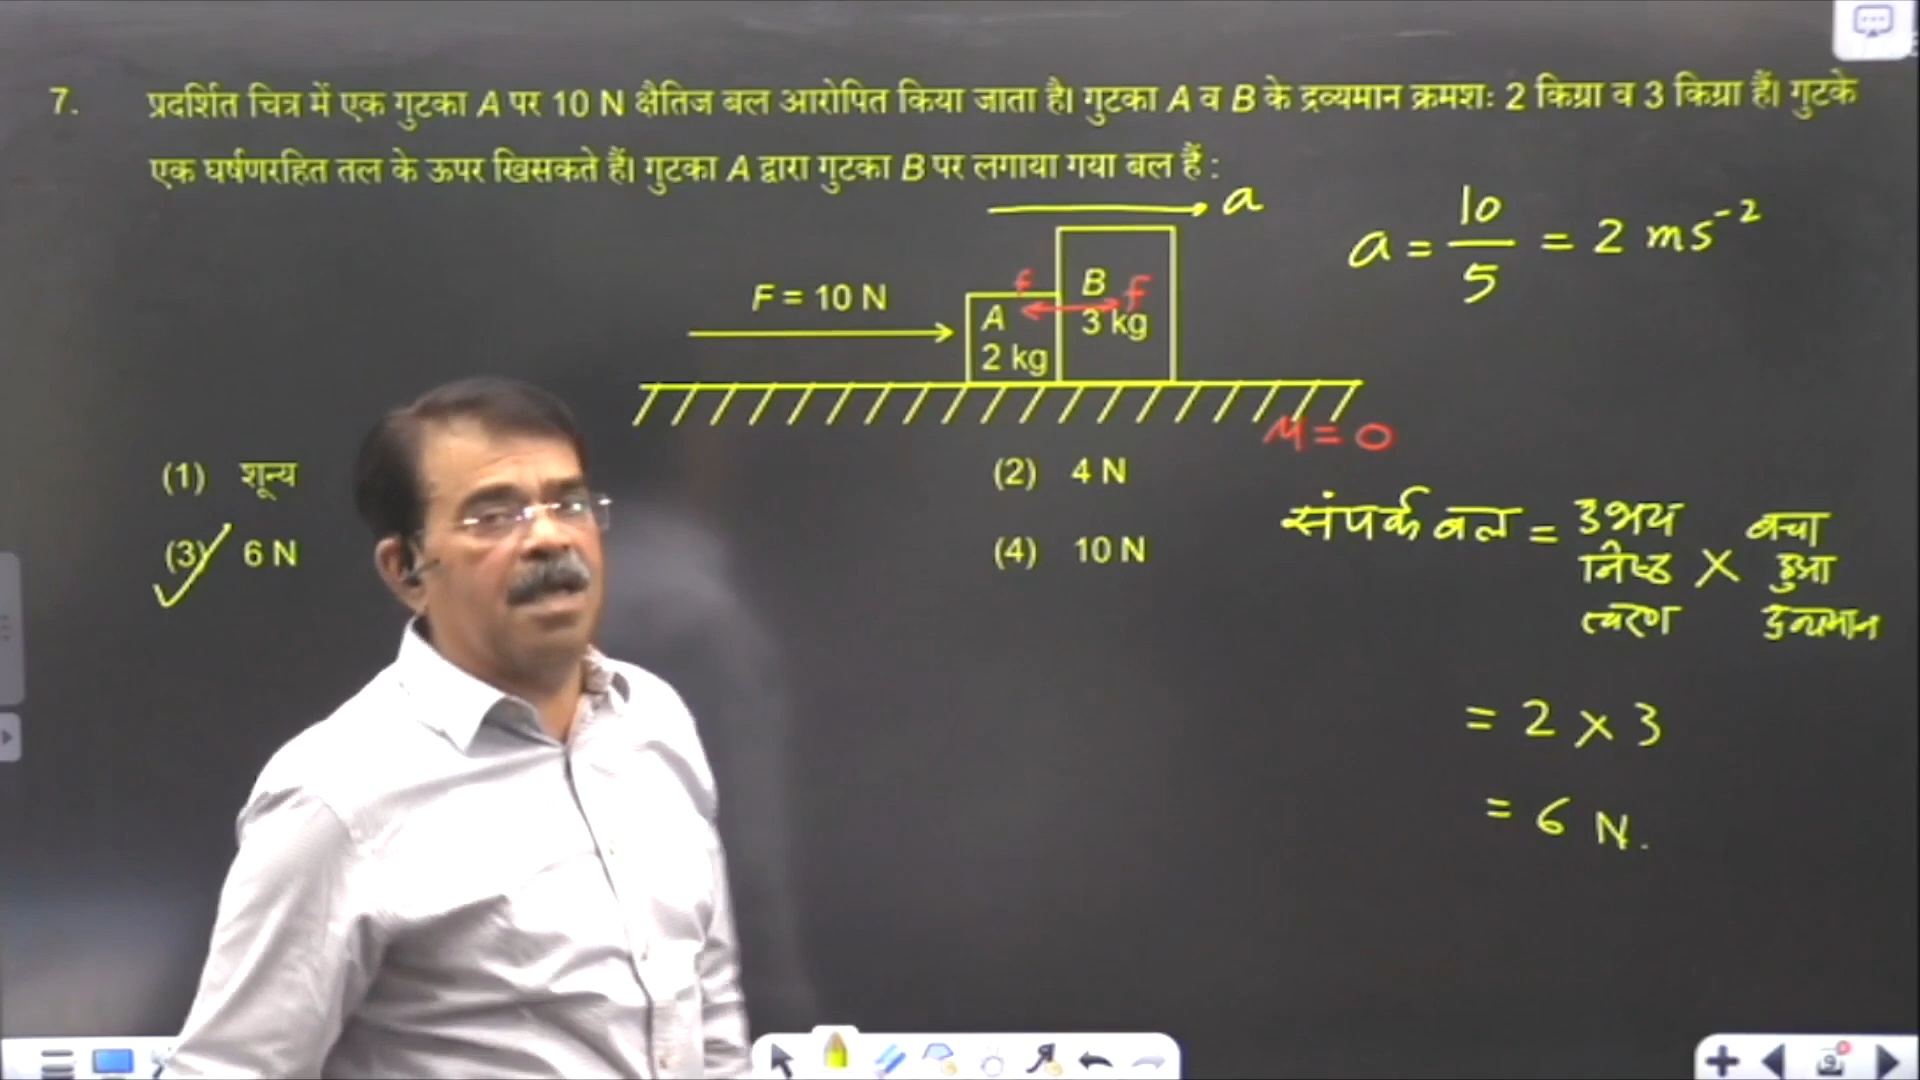 7. प्रदर्शित चित्र में एक गुटका A पर 10 N क्षैतिज बल आरोपित किया जाता है। गुटका A व B के द्रव्यमान क्रमशः 2 किग्रा व 3 किग्रा हैं। गुटके
एक घर्षणरहित तल के ऊपर खिसकते हैं। गुटका A द्वारा गुटका B पर लगाया गया बल हैं :
a
a = 10/5 = 2 ms⁻²
F = 10 N
f
B
f
A
3 kg
2 kg
μ = 0
(1) शून्य
(2) 4 N
(3) 6 N
(4) 10 N
संपर्क बल = उभय निष्ठ त्वरण × बचा हुआ द्रव्यमान
= 2 × 3
= 6 N.